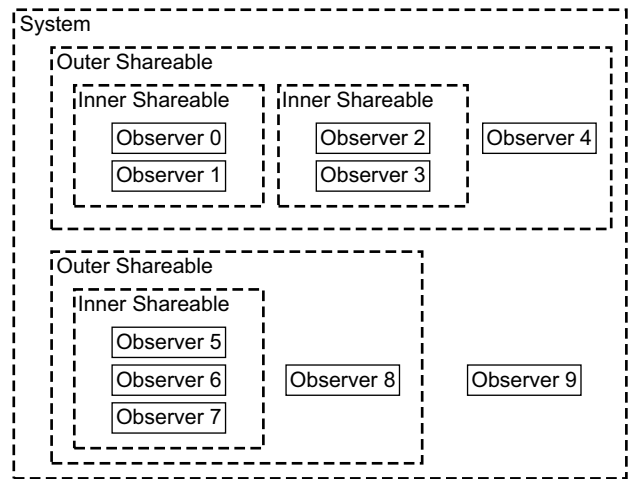 System
Outer Shareable
Inner Shareable
Observer 0
Observer 1
Inner Shareable
Observer 2
Observer 3
Observer 4
Outer Shareable
Inner Shareable
Observer 5
Observer 6
Observer 7
Observer 8
Observer 9